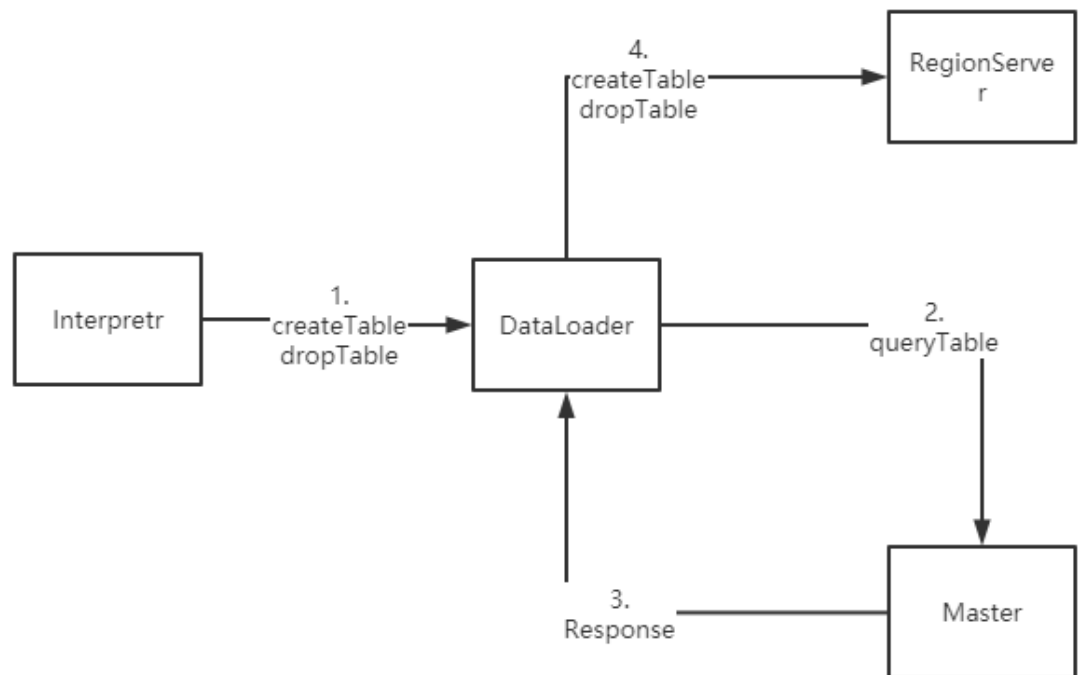 4.
createTable
dropTable
RegionServe
r
Interpretr
1.
createTable
dropTable
DataLoader
2.
queryTable
3.
Response
Master